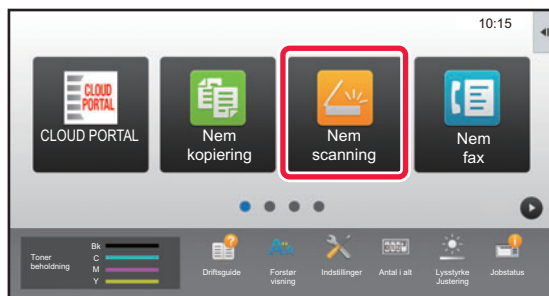 10:15
CLOUD
PORTAL
CLOUD PORTAL
Nem
kopiering
Nem
scanning
Nem
fax
Toner
beholdning
Bk
C
M
Y
Driftsguide
Forstør
visning
Indstillinger
Antal i alt
Lysstyrke
Justering
Jobstatus